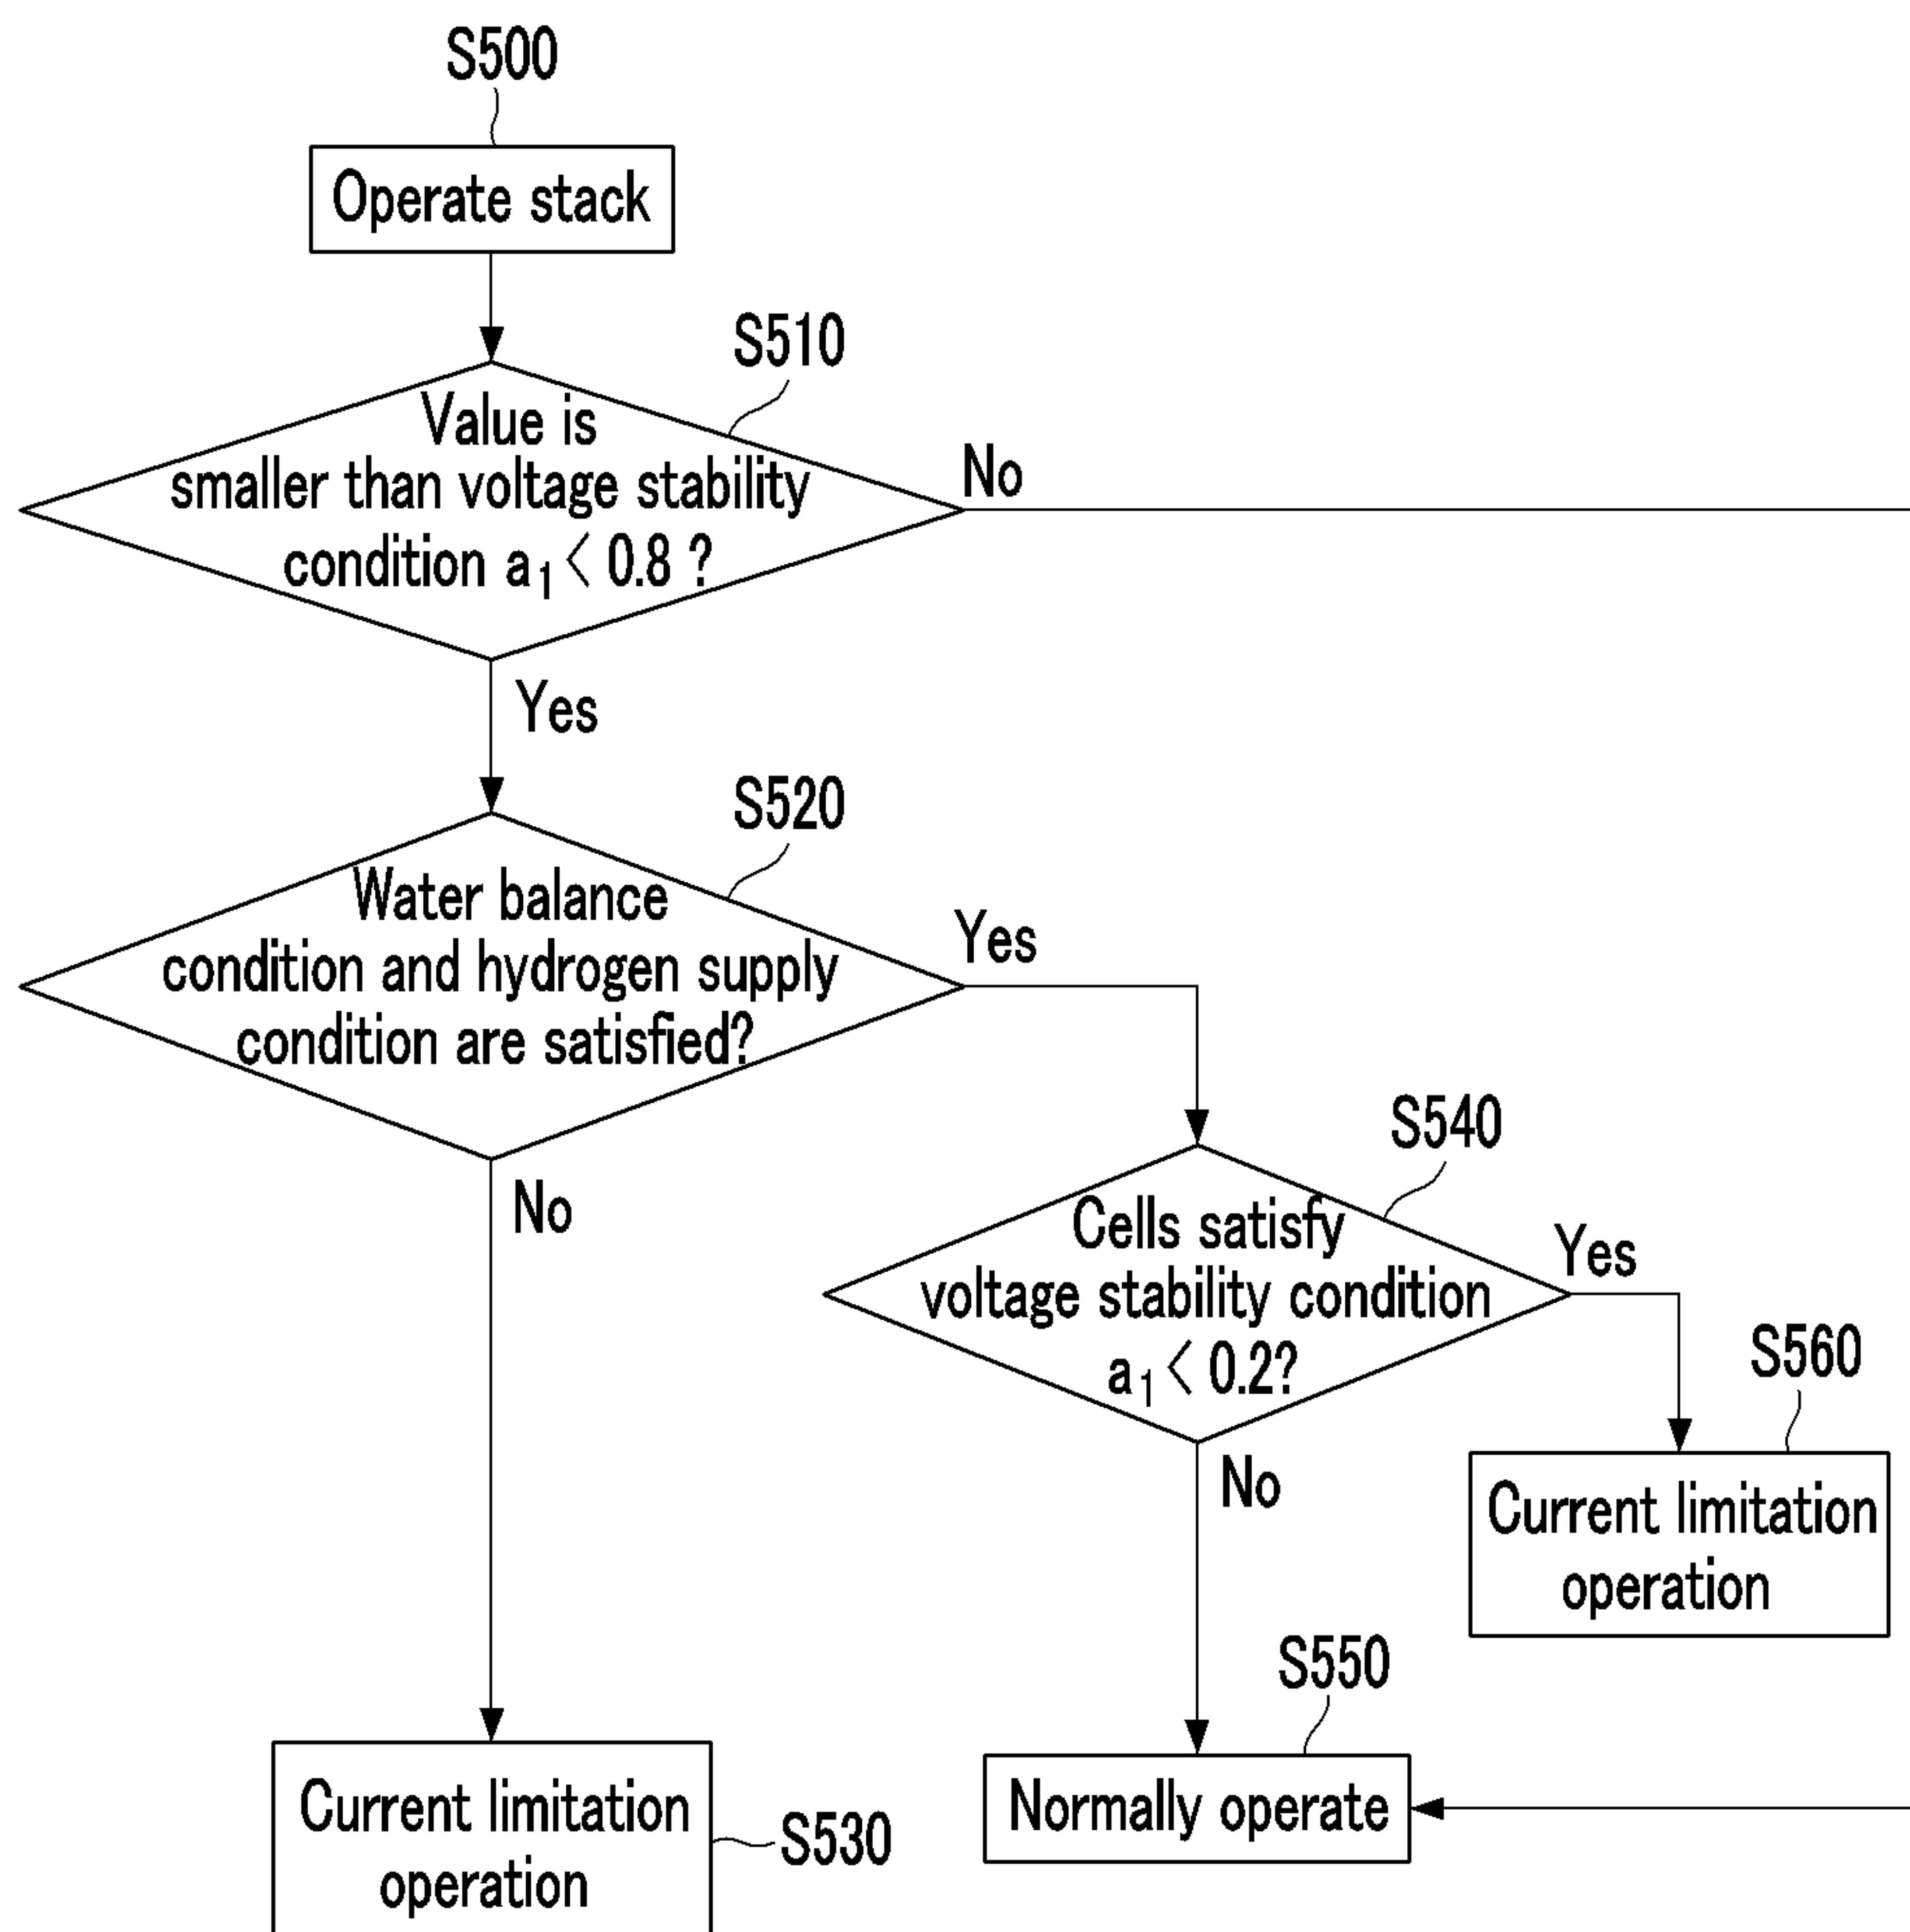 S500
Operate stack
S510
Value is
smaller than voltage stability
condition a₁ < 0.8 ?
No
Yes
S520
Water balance
condition and hydrogen supply
condition are satisfied?
Yes
No
S540
Cells satisfy
voltage stability condition
a₁ < 0.2?
Yes
No
S560
Current limitation
operation
S550
Normally operate
Current limitation
operation
S530